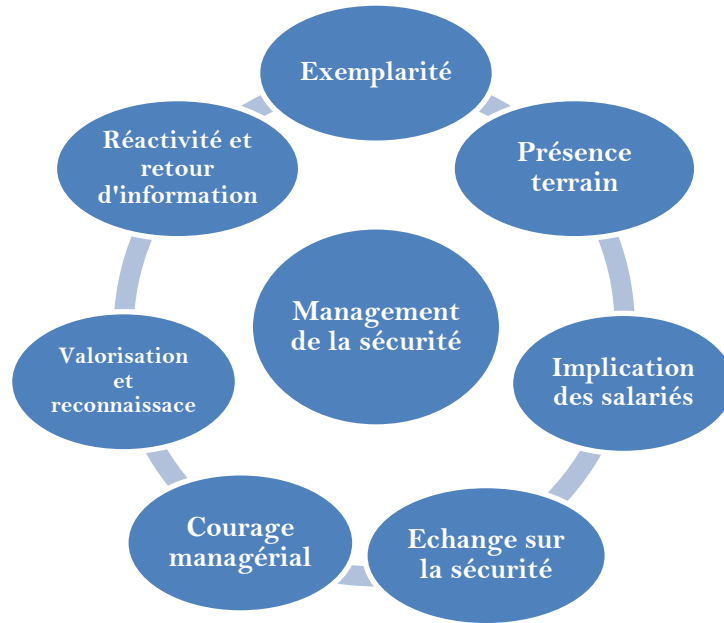 Exemplarité
Présence
terrain
Implication
des salariés
Echange sur
la sécurité
Courage
managérial
Valorisation
et
reconnaissace
Réactivité et
retour
d'information
Management
de la sécurité